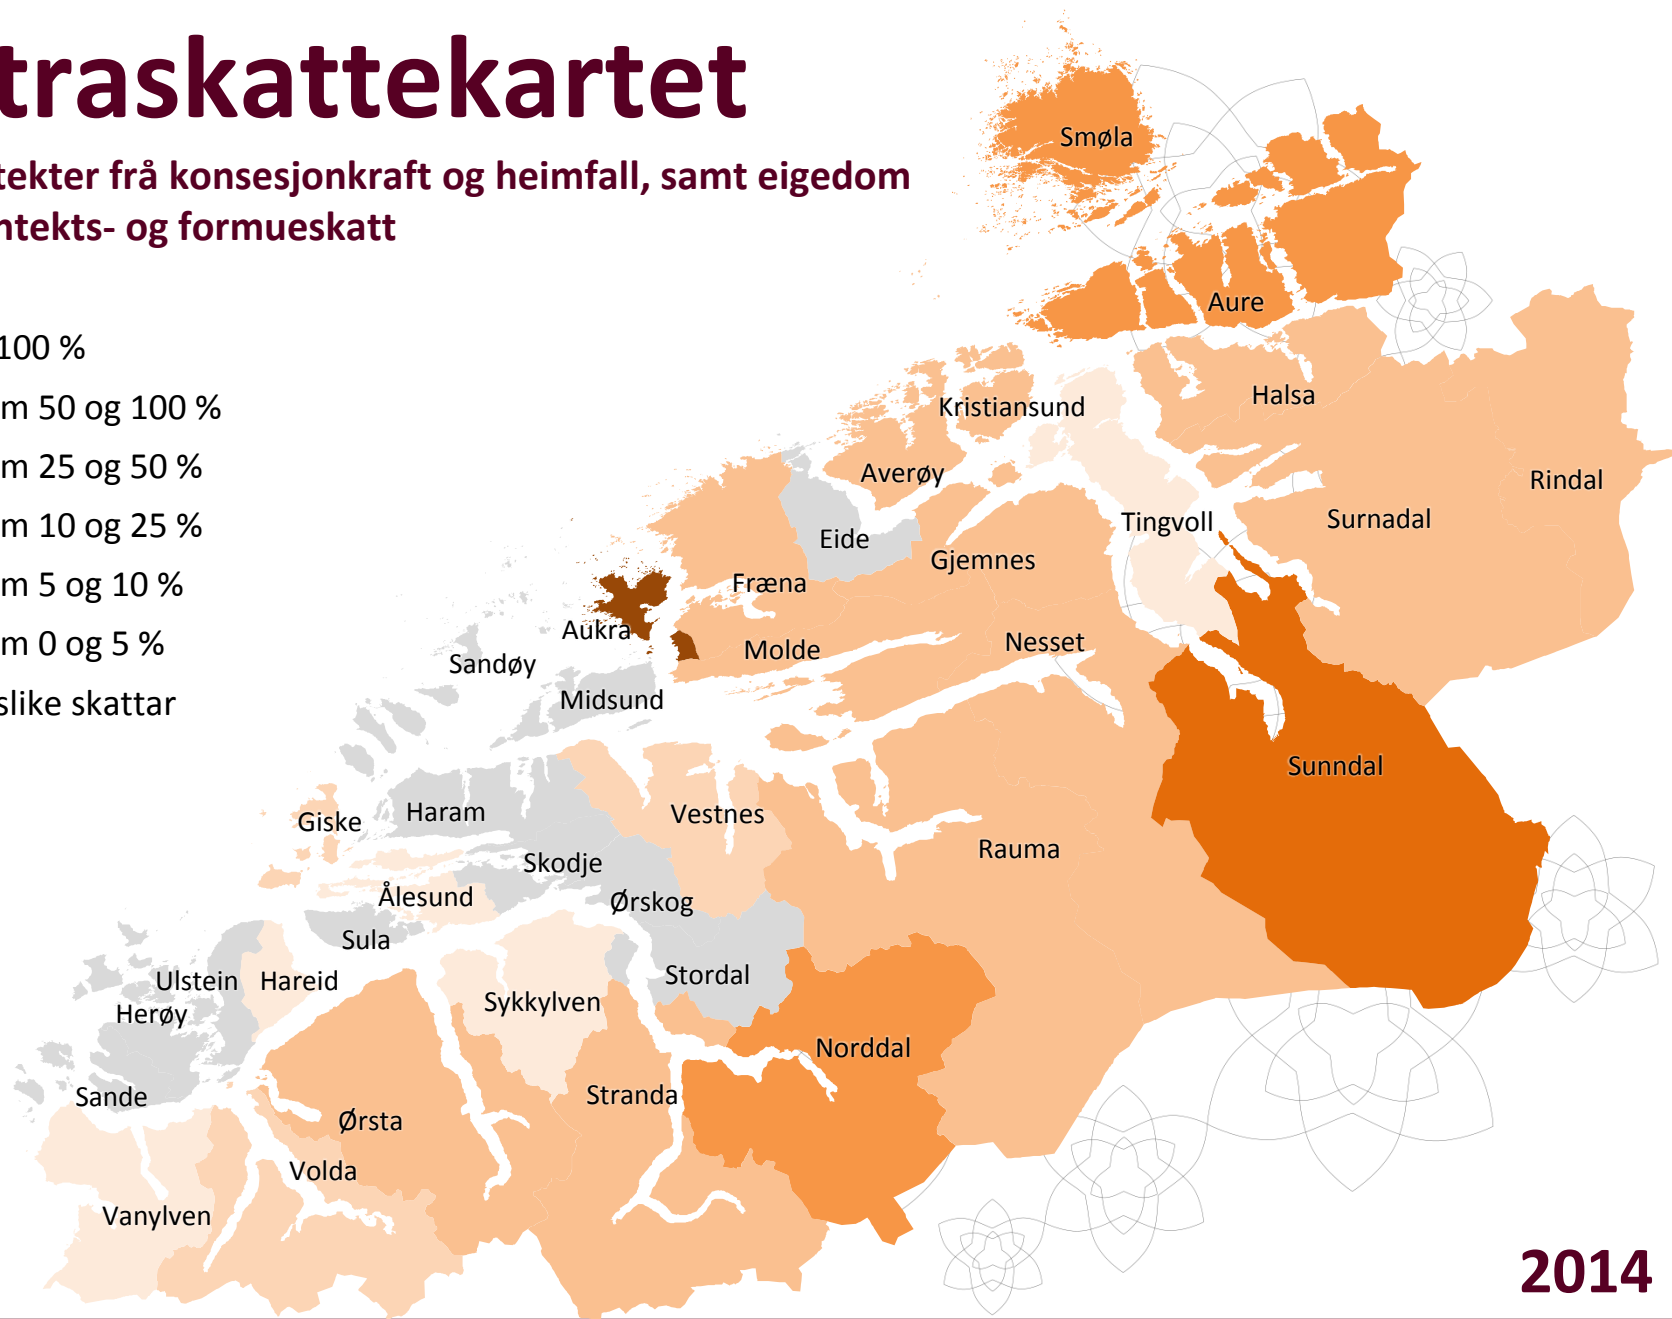 traskattekartet
tekter frå konsesjonkraft og heimfall, samt eigedom
ntekts- og formueskatt
100 %
m 50 og 100 %
m 25 og 50 %
m 10 og 25 %
m 5 og 10 %
m 0 og 5 %
slike skattar
Smøla
Aure
Halsa
Kristiansund
Averøy
Rindal
Surnadal
Tingvoll
Eide
Gjemnes
Fræna
Aukra
Molde
Nesset
Sandøy
Midsund
Sunndal
Giske
Haram
Vestnes
Rauma
Skodje
Ålesund
Ørskog
Sula
Stordal
Ulstein
Hareid
Sykkylven
Herøy
Norddal
Sande
Stranda
Ørsta
Volda
Vanylven
2014